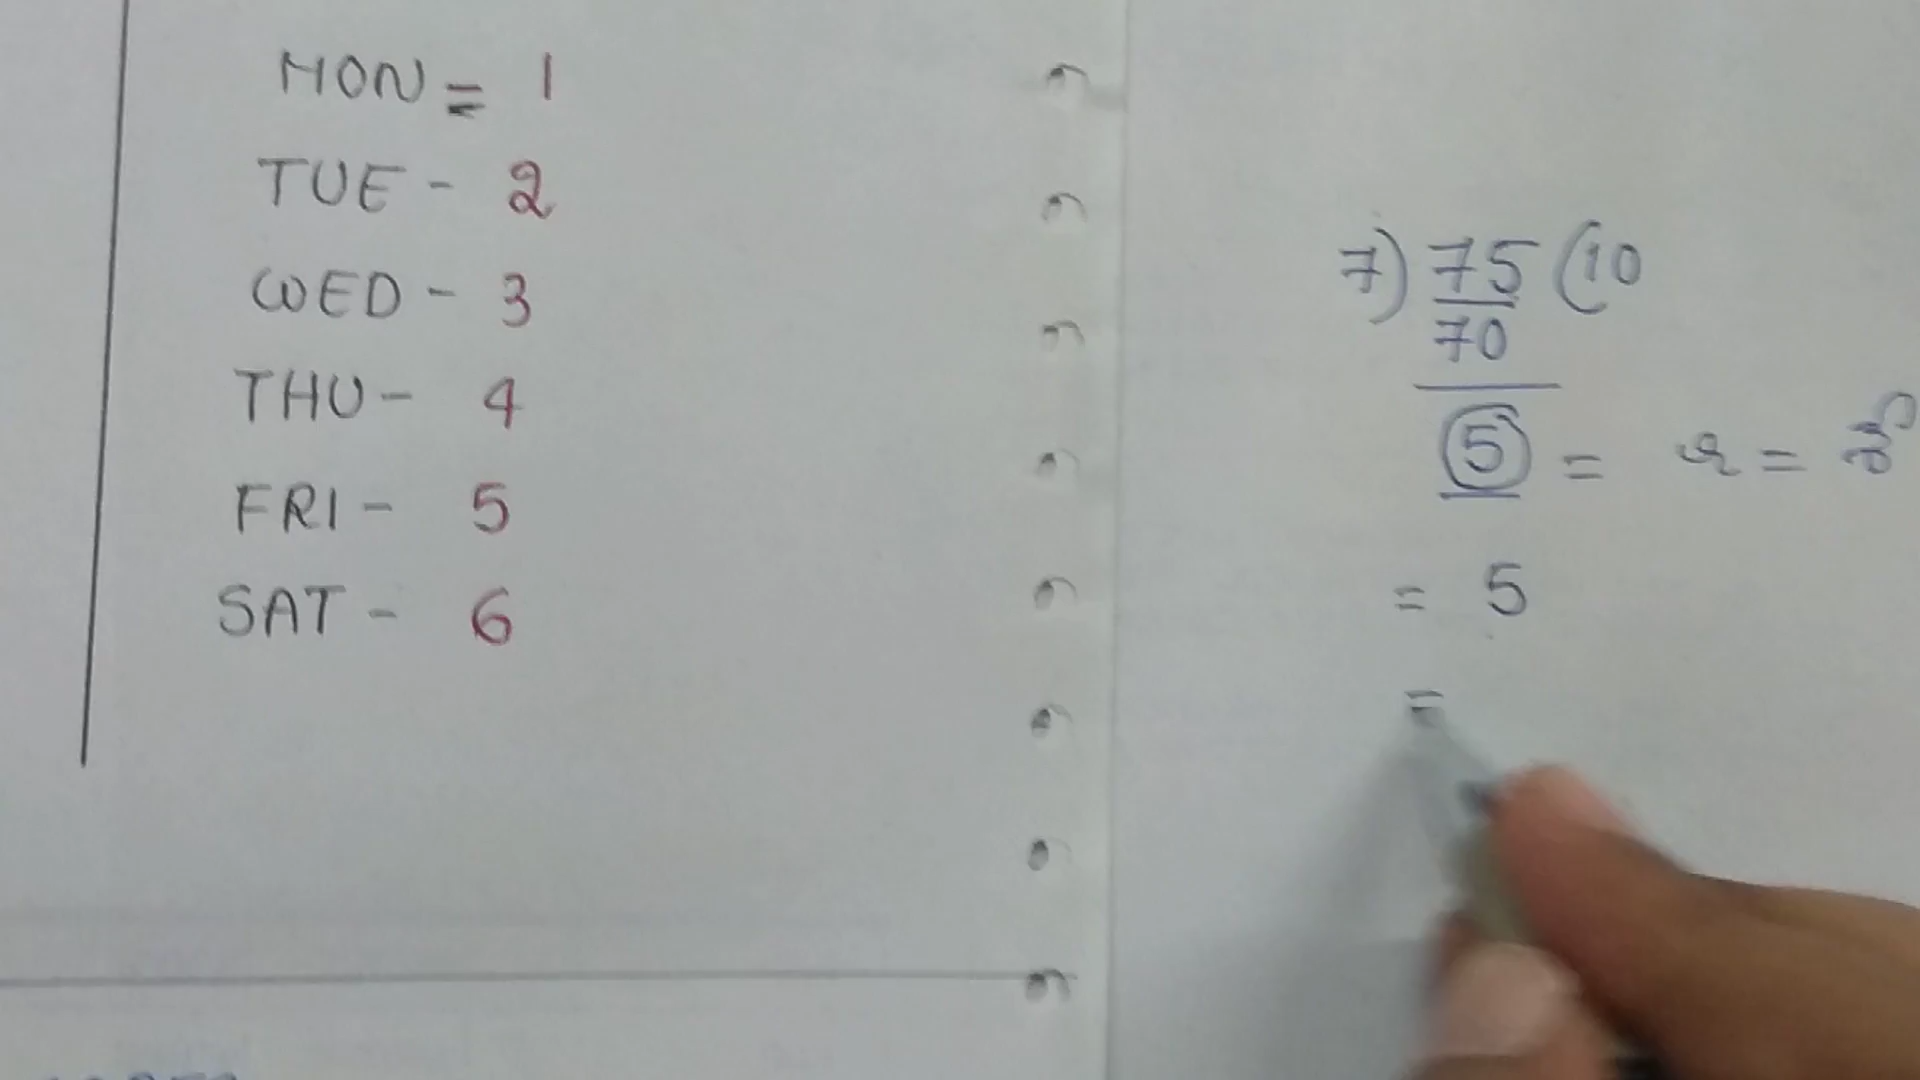 MON = 1
TUE - 2
WED - 3
THU - 4
FRI - 5
SAT - 6
7) 75 (10
70
5 = r =
= 5
=